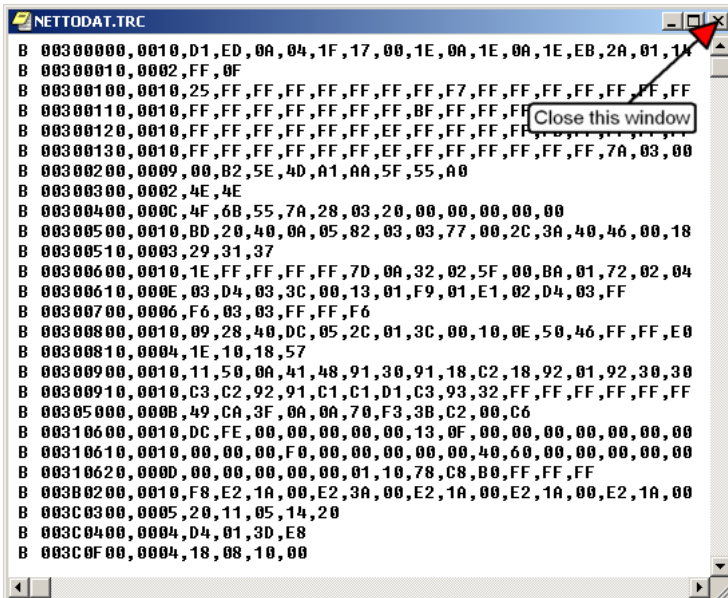 NETTODAT.TRC
B 00300000,0010,D1,ED,0A,04,1F,17,00,1E,0A,1E,0A,1E,EB,2A,01,14
B 00300010,0002,FF,0F
B 00300100,0010,25,FF,FF,FF,FF,FF,FF,FF,F7,FF,FF,FF,FF,FF,FF,FF
B 00300110,0010,FF,FF,FF,FF,FF,FF,FF,BF,FF,FF,FF
Close this window
B 00300120,0010,FF,FF,FF,FF,FF,FF,EF,FF,FF,FF,FF
B 00300130,0010,FF,FF,FF,FF,FF,FF,EF,FF,FF,FF,FF,FF,FF,7A,03,00
B 00300200,0009,00,B2,5E,4D,A1,AA,5F,55,A0
B 00300300,0002,4E,4E
B 00300400,000C,4F,6B,55,7A,28,03,20,00,00,00,00,00
B 00300500,0010,BD,20,40,0A,05,82,03,03,77,00,2C,3A,40,46,00,18
B 00300510,0003,29,31,37
B 00300600,0010,1E,FF,FF,FF,FF,7D,0A,32,02,5F,00,BA,01,72,02,04
B 00300610,000E,03,D4,03,3C,00,13,01,F9,01,E1,02,D4,03,FF
B 00300700,0006,F6,03,03,FF,FF,F6
B 00300800,0010,09,28,40,DC,05,2C,01,3C,00,10,0E,50,46,FF,FF,E0
B 00300810,0004,1E,10,18,57
B 00300900,0010,11,50,0A,41,48,91,30,91,18,C2,18,92,01,92,30,30
B 00300910,0010,C3,C2,92,91,C1,C1,D1,C3,93,32,FF,FF,FF,FF,FF,FF
B 00305000,000B,49,CA,3F,0A,0A,70,F3,3B,C2,00,C6
B 00310600,0010,DC,FE,00,00,00,00,00,13,0F,00,00,00,00,00,00,00
B 00310610,0010,00,00,00,F0,00,00,00,00,00,00,40,60,00,00,00,00
B 00310620,000D,00,00,00,00,00,01,10,78,C8,B0,FF,FF,FF
B 003B0200,0010,F8,E2,1A,00,E2,3A,00,E2,1A,00,E2,1A,00,E2,1A,00
B 003C0300,0005,20,11,05,14,20
B 003C0400,0004,D4,01,3D,E8
B 003C0F00,0004,18,08,10,00